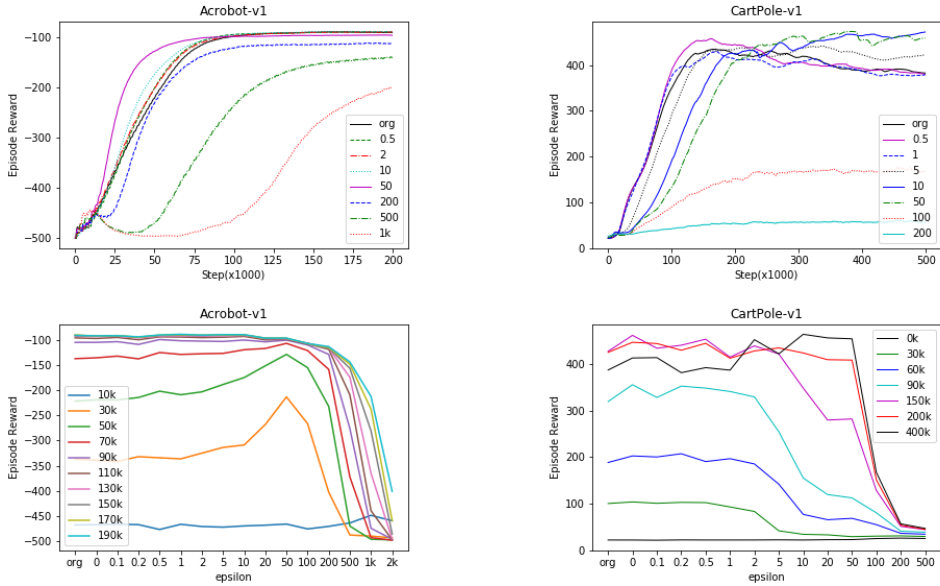 Acrobot-v1
Episode Reward
−100
−200
−300
−400
−500
0 25 50 75 100 125 150 175 200
Step(x1000)
org
0.5
2
10
50
200
500
1k
CartPole-v1
Episode Reward
400
300
200
100
0
0 100 200 300 400 500
Step(x1000)
org
0.5
1
5
10
50
100
200
Acrobot-v1
Episode Reward
−100
−150
−200
−250
−300
−350
−400
−450
−500
10k
30k
50k
70k
90k
110k
130k
150k
170k
190k
org 0 0.1 0.2 0.5 1 2 5 10 20 50 100 200 500 1k 2k
epsilon
CartPole-v1
Episode Reward
400
300
200
100
0
0k
30k
60k
90k
150k
200k
400k
org 0 0.1 0.2 0.5 1 2 5 10 20 50 100 200 500
epsilon